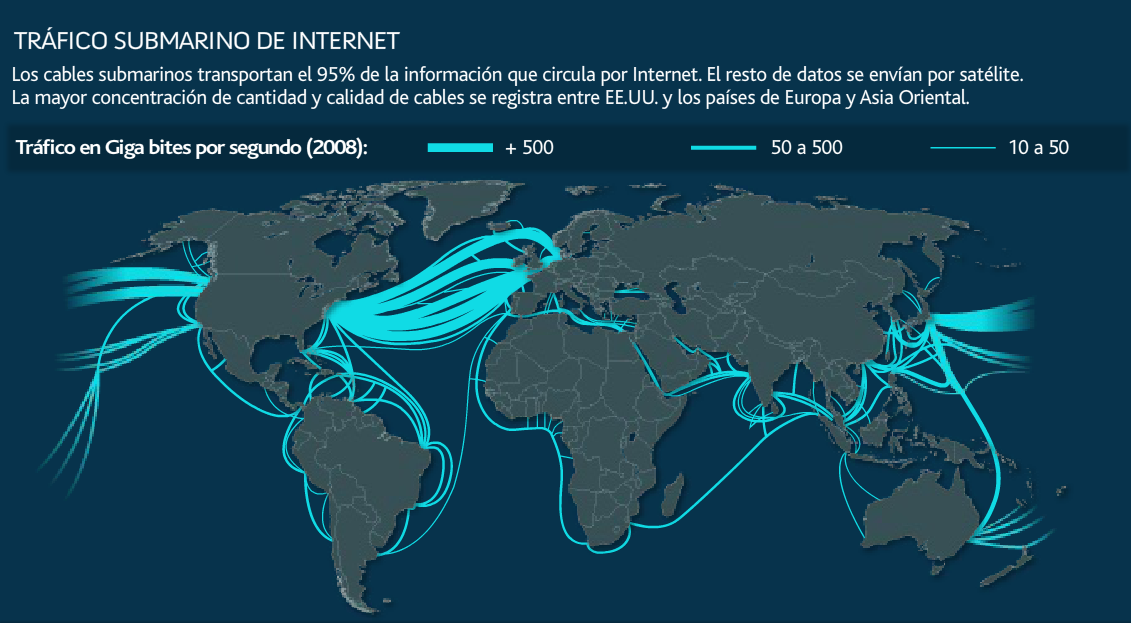 TRÁFICO SUBMARINO DE INTERNET
Los cables submarinos transportan el 95% de la información que circula por Internet. El resto de datos se envían por satélite.
La mayor concentración de cantidad y calidad de cables se registra entre EE.UU. y los países de Europa y Asia Oriental.
Tráfico en Giga bites por segundo (2008): + 500 50 a 500 10 a 50